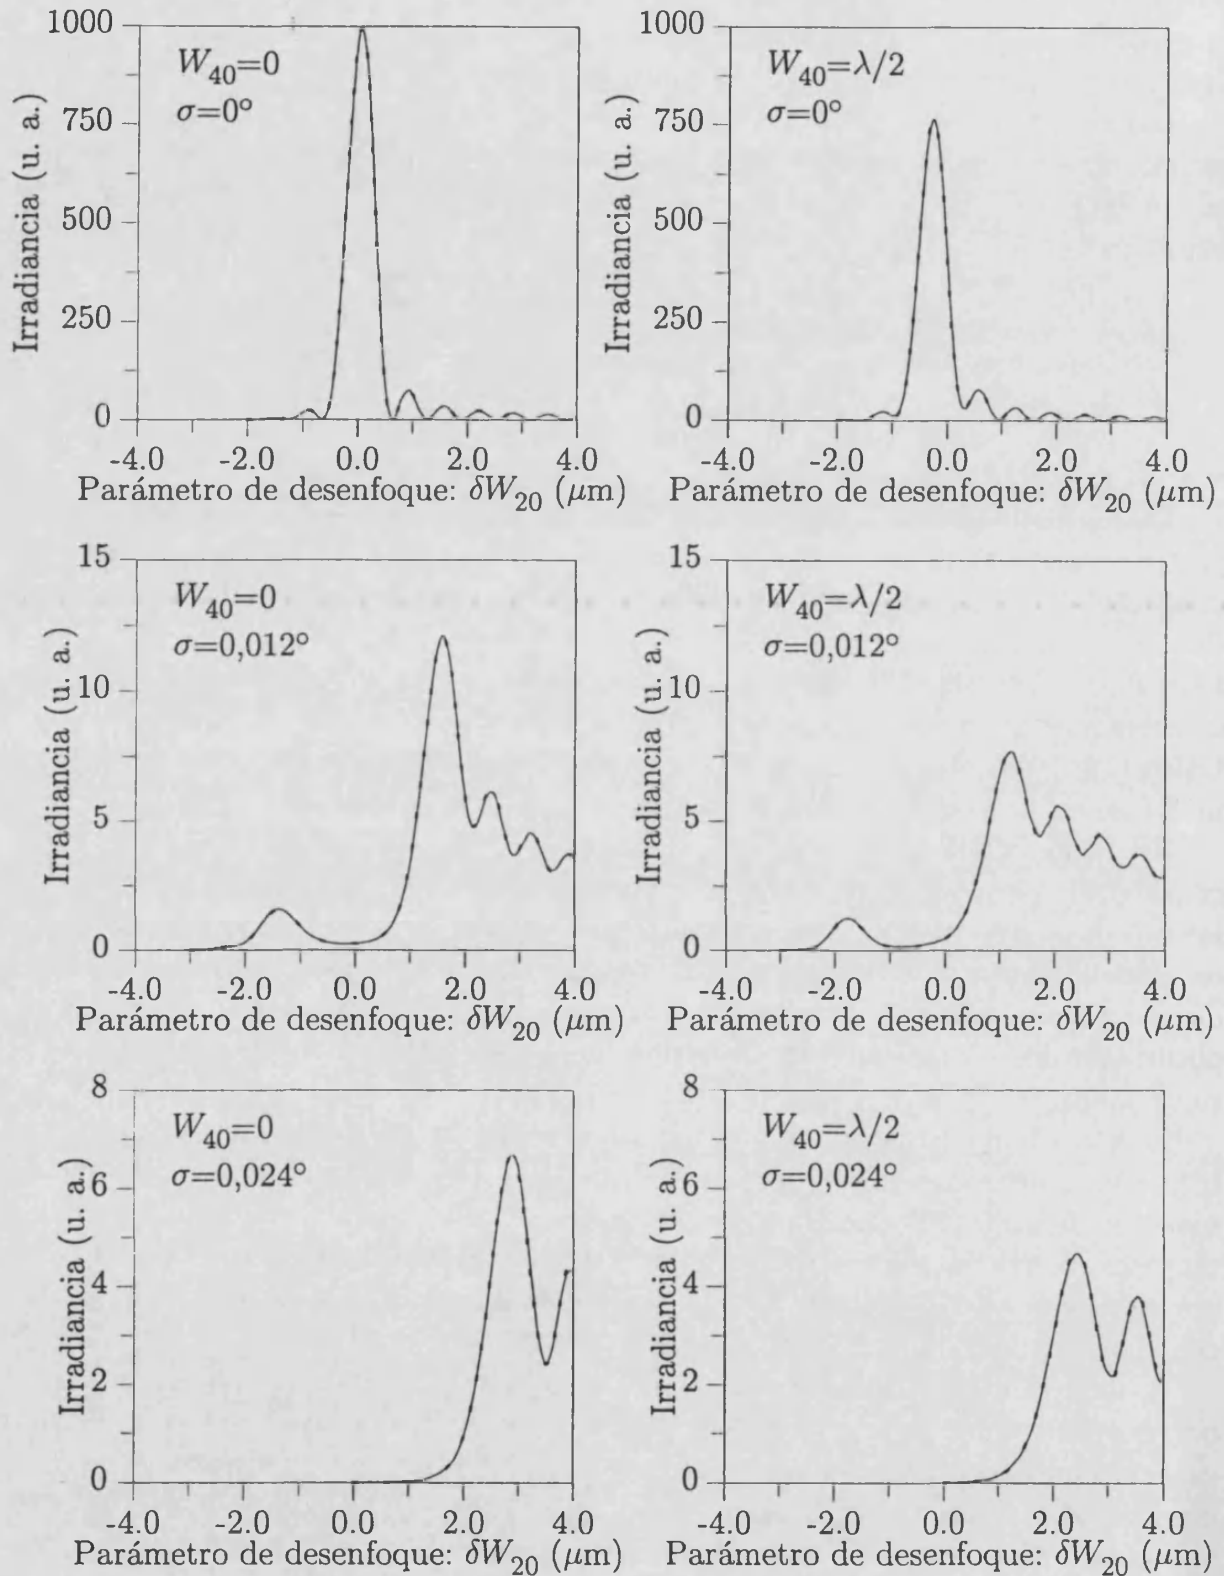 1000
750
500
250
0
Irradiancia (u. a.)
W40=0
σ=0°
-4.0 -2.0 0.0 2.0 4.0
Parámetro de desenfoque: δW20 (μm)
1000
750
500
250
0
Irradiancia (u. a.)
W40=λ/2
σ=0°
-4.0 -2.0 0.0 2.0 4.0
Parámetro de desenfoque: δW20 (μm)
15
10
5
0
Irradiancia (u. a.)
W40=0
σ=0,012°
-4.0 -2.0 0.0 2.0 4.0
Parámetro de desenfoque: δW20 (μm)
15
10
5
0
Irradiancia (u. a.)
W40=λ/2
σ=0,012°
-4.0 -2.0 0.0 2.0 4.0
Parámetro de desenfoque: δW20 (μm)
8
6
4
2
0
Irradiancia (u. a.)
W40=0
σ=0,024°
-4.0 -2.0 0.0 2.0 4.0
Parámetro de desenfoque: δW20 (μm)
8
6
4
2
0
Irradiancia (u. a.)
W40=λ/2
σ=0,024°
-4.0 -2.0 0.0 2.0 4.0
Parámetro de desenfoque: δW20 (μm)